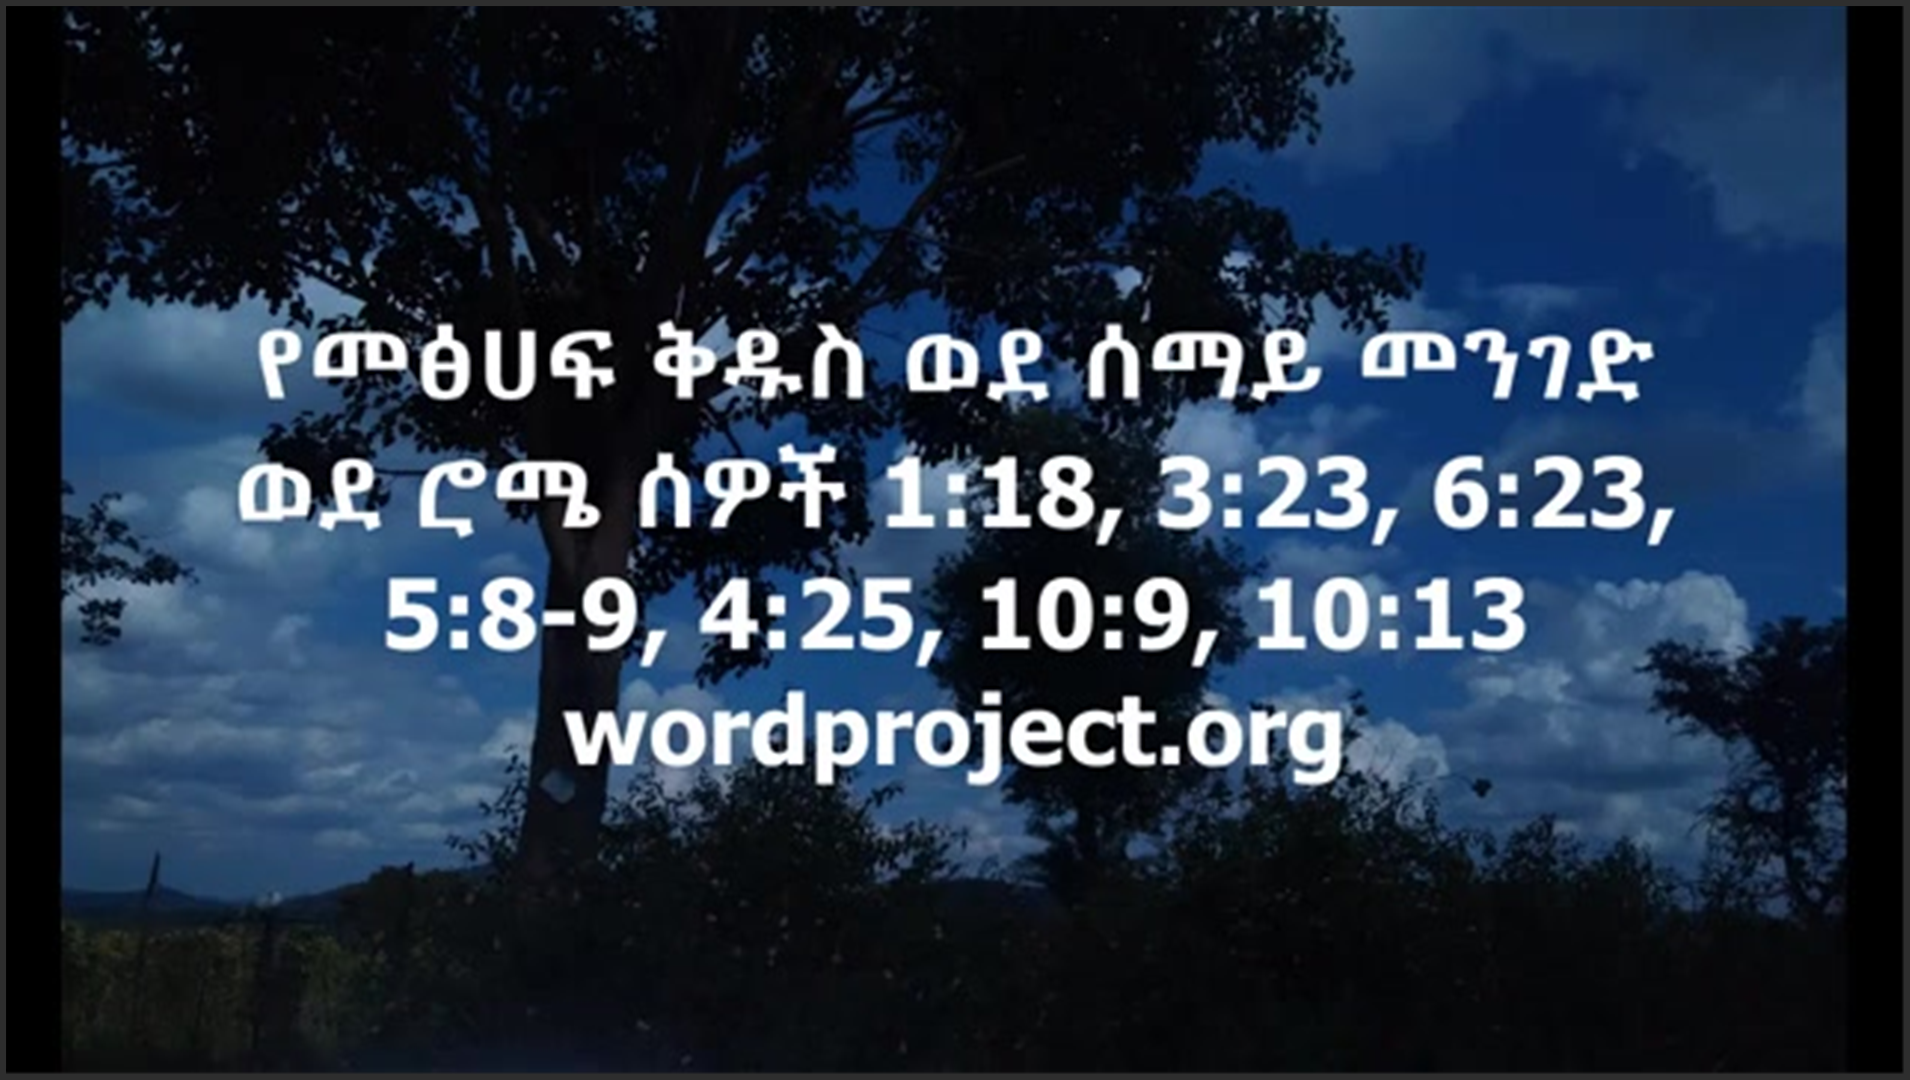 የመፅሀፍ ቅዱስ ወደ ሰማይ መንገድ
ወደ ሮሜ ሰዎች 1:18, 3:23, 6:23,
5:8-9, 4:25, 10:9, 10:13
wordproject.org